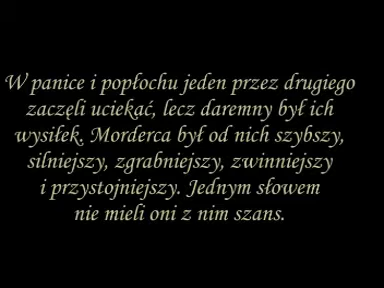 W panice i popłochu jeden przez drugiego
zaczęli uciekać, lecz daremny był ich
wysiłek. Morderca był od nich szybszy,
silniejszy, zgrabniejszy, zwinniejszy
i przystojniejszy. Jednym słowem
nie mieli oni z nim szans.